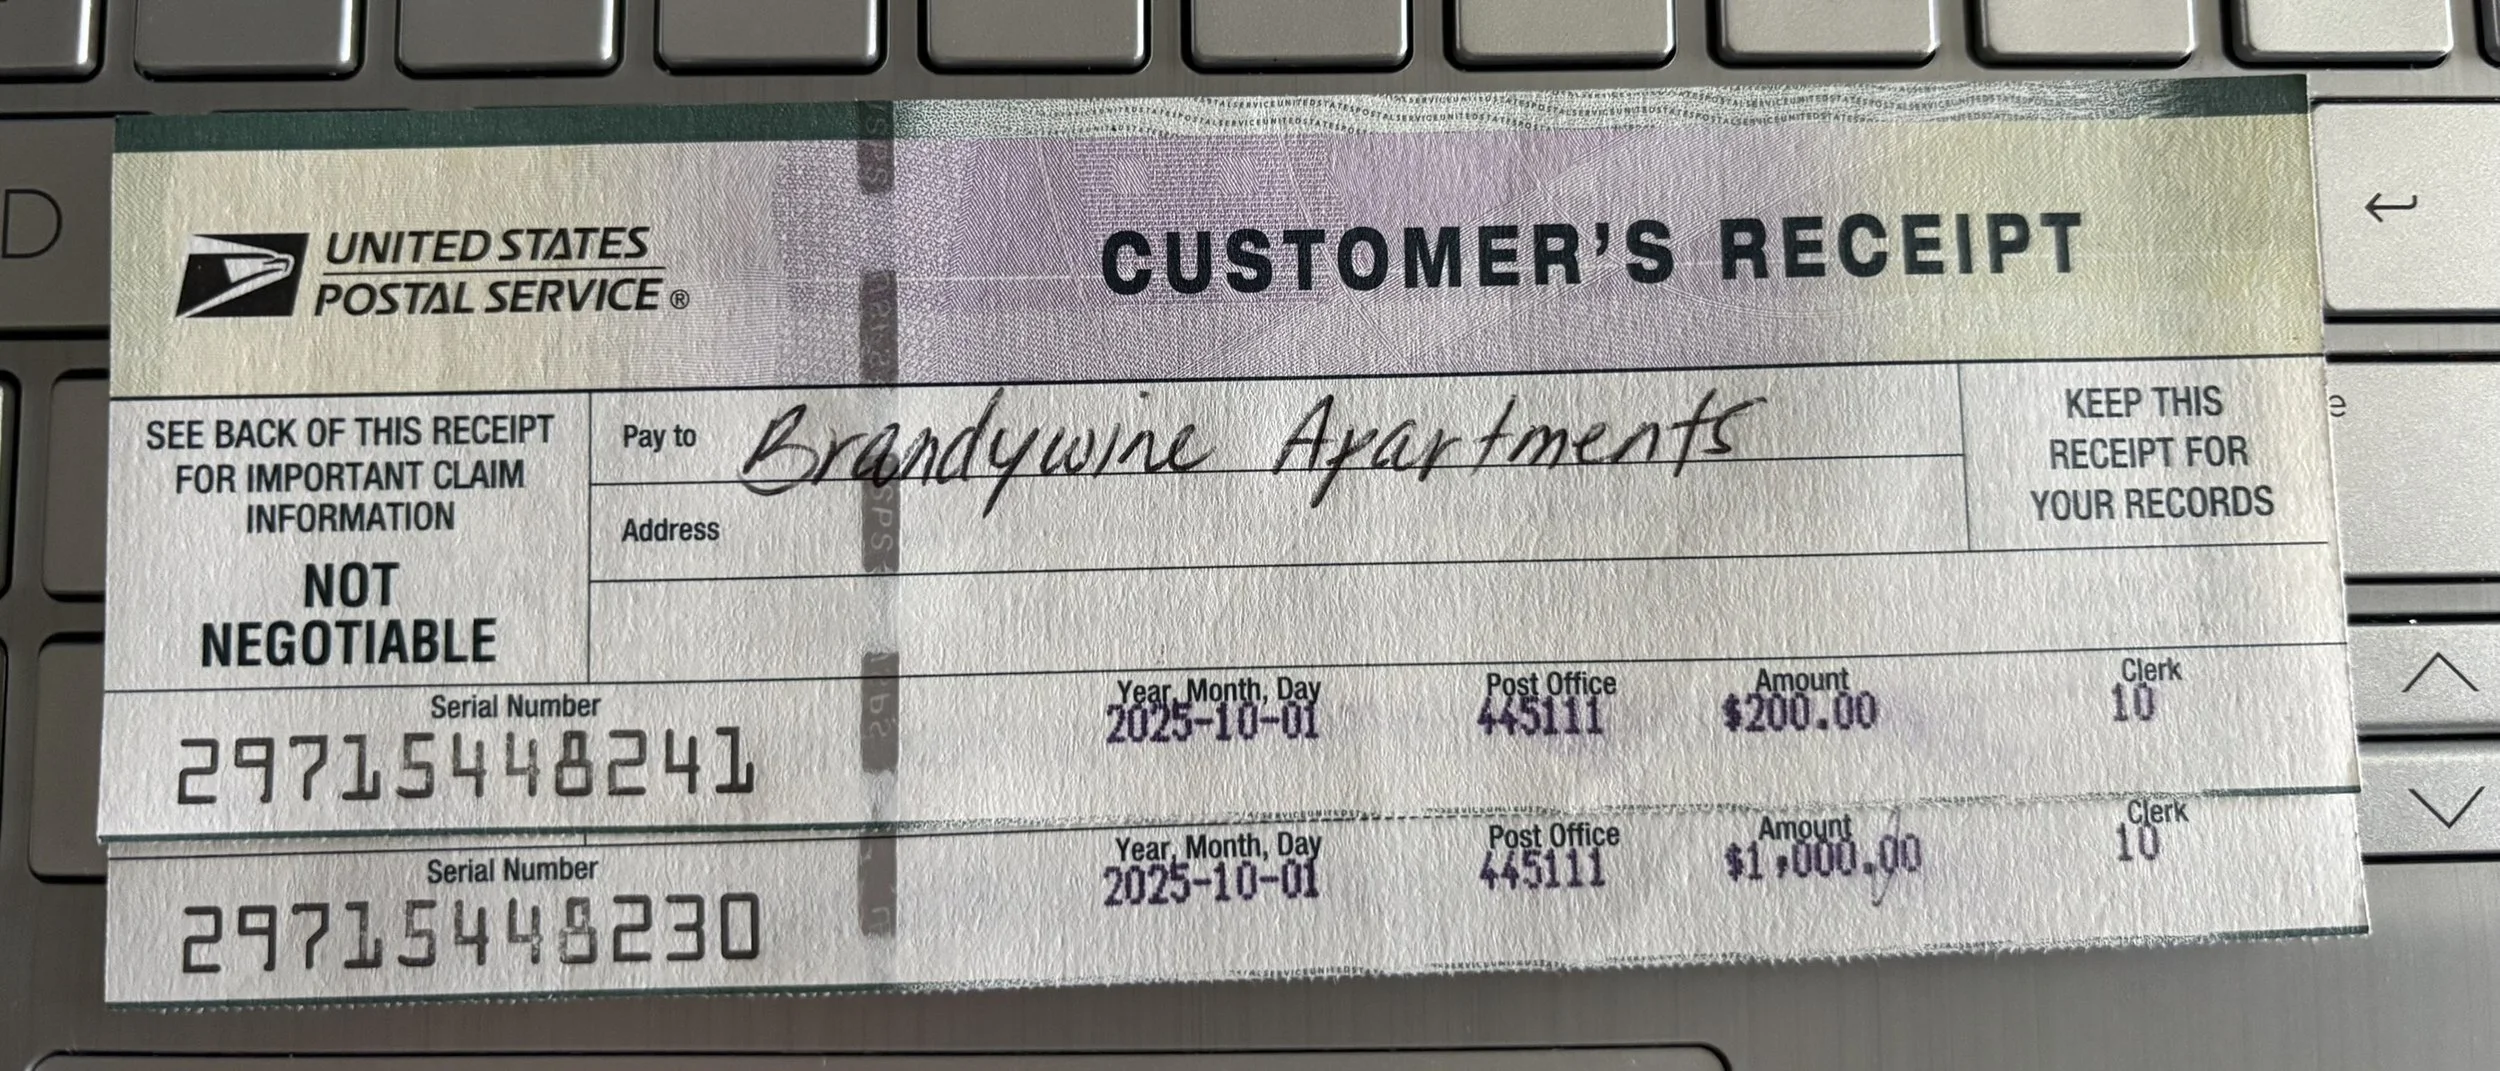 UNITED STATES
POSTAL SERVICE®
CUSTOMER'S RECEIPT
SEE BACK OF THIS RECEIPT
FOR IMPORTANT CLAIM
INFORMATION
NOT
NEGOTIABLE
Pay to Brandywine Apartments
Address
KEEP THIS
RECEIPT FOR
YOUR RECORDS
Serial Number Year, Month, Day Post Office Amount Clerk
29715448241 2025-10-01 445111 $200.00 10
Serial Number Year, Month, Day Post Office Amount Clerk
29715448230 2025-10-01 445111 $1,000.00 10
D
e